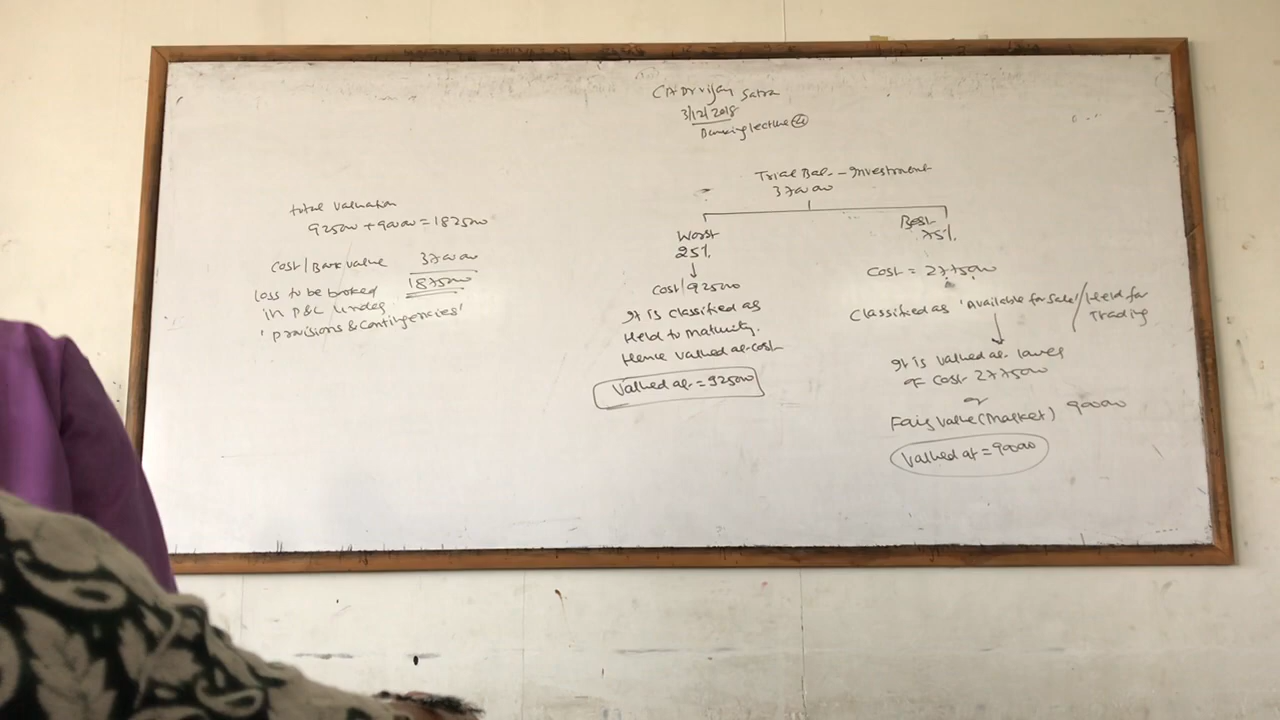 CA Dr Vijay Satra
3/12/2018
Banking lecture 4
Trial Bal. - Investment
370000
total valuation
92500 + 90000 = 182500
Cost/Book value 370000
loss to be booked 187500
in P&L under
'Provisions & Contingencies'
Worst
25%
Cost/92500
It is classified as
Held to Maturity.
Hence valued at cost
Valued at = 92500
Best
75%
Cost = 277500
Classified as 'Available for sale' / Held for
Trading
It is valued at lower
of cost 277500
or
Fair Value (Market) 90000
Valued at = 90000